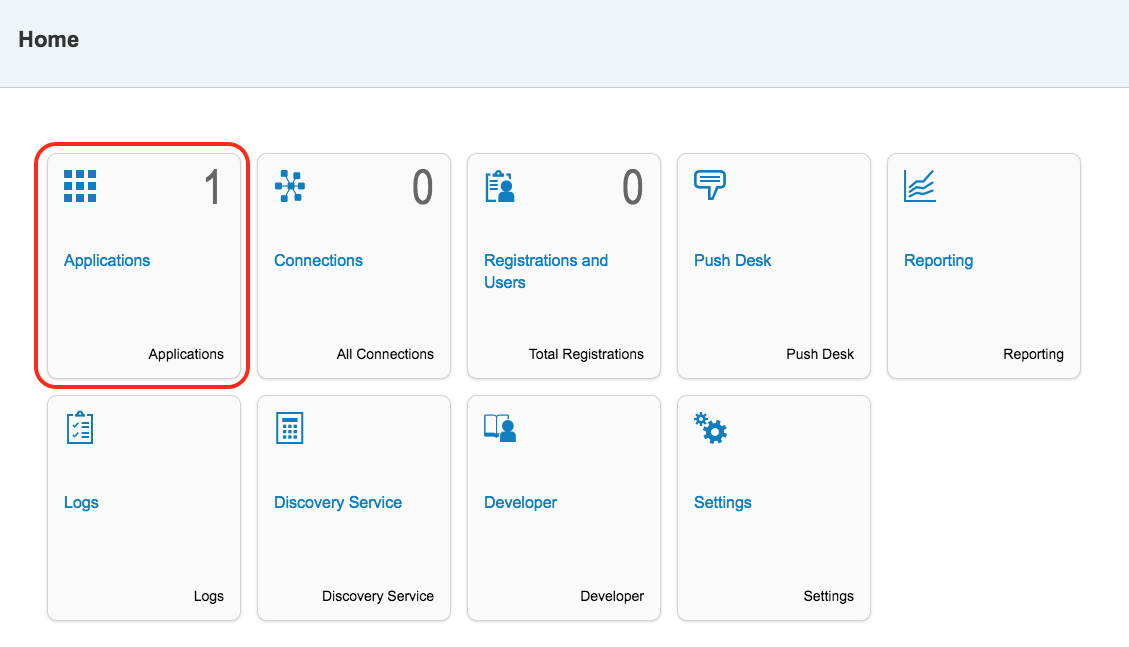 Home
1
Applications
Applications
0
Connections
All Connections
0
Registrations and
Users
Total Registrations
Push Desk
Push Desk
Reporting
Reporting
Logs
Logs
Discovery Service
Discovery Service
Developer
Developer
Settings
Settings